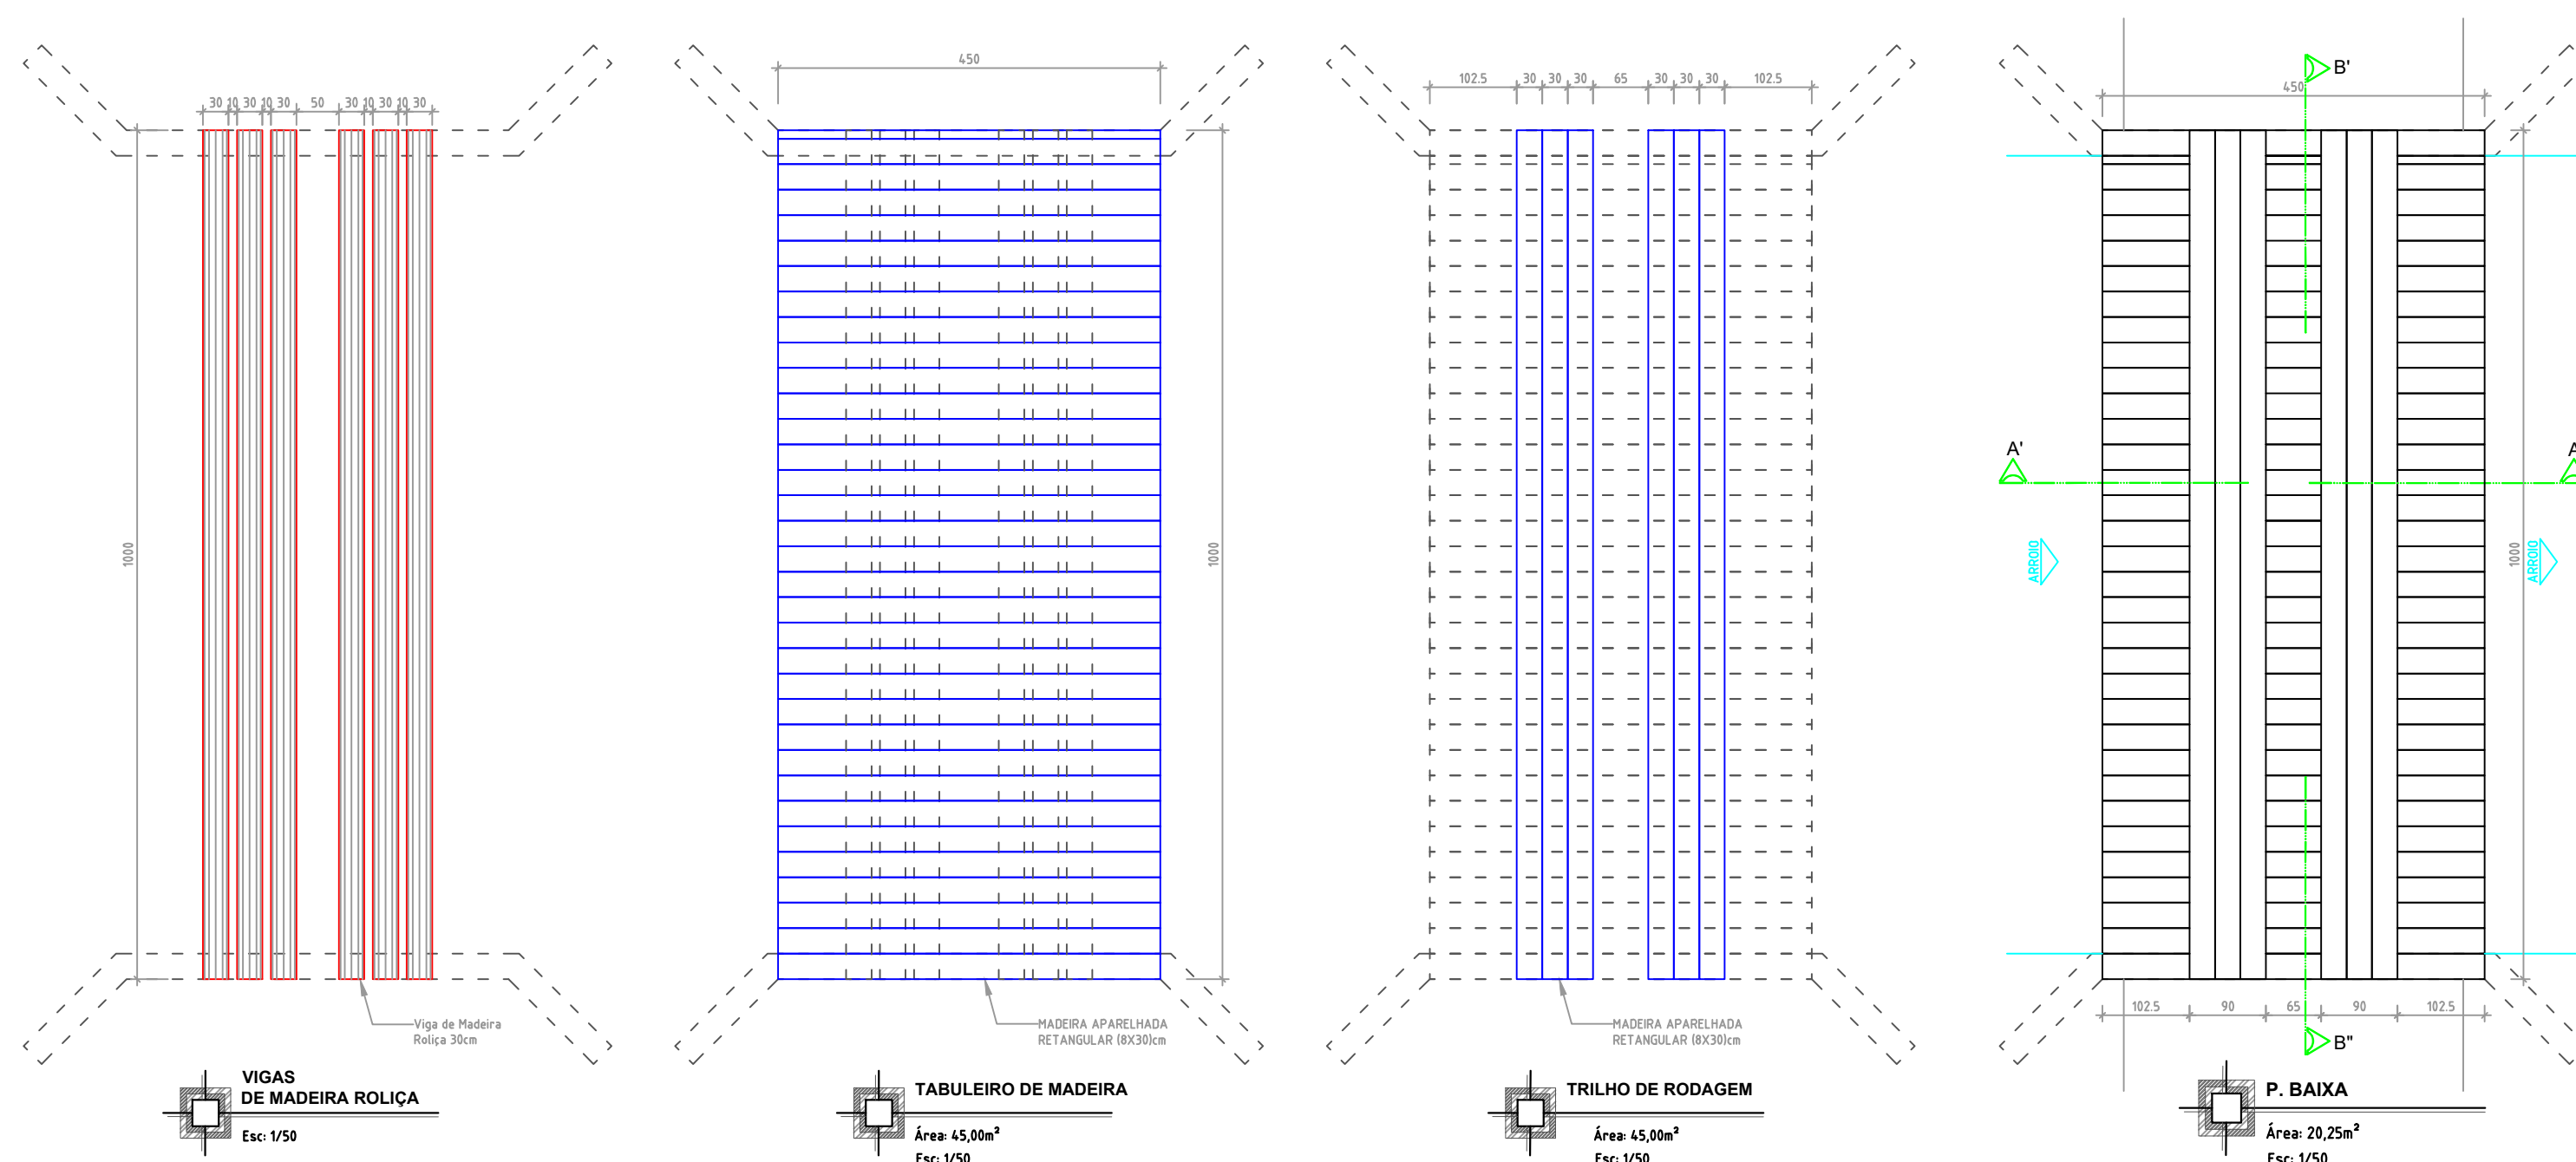 30 10 30 10 30 50 30 10 30 10 30
1000
Viga de Madeira
Roliça 30cm
VIGAS
DE MADEIRA ROLIÇA
Esc: 1/50
450
1000
MADEIRA APARELHADA
RETANGULAR (8X30)cm
TABULEIRO DE MADEIRA
Área: 45,00m²
Esc: 1/50
102.5 30 30 30 65 30 30 30 102.5
MADEIRA APARELHADA
RETANGULAR (8X30)cm
TRILHO DE RODAGEM
Área: 45,00m²
Esc: 1/50
B'
450
A'
A
ARROIO
1000
ARROIO
102.5 90 65 90 102.5
B"
P. BAIXA
Área: 20,25m²
Esc: 1/50